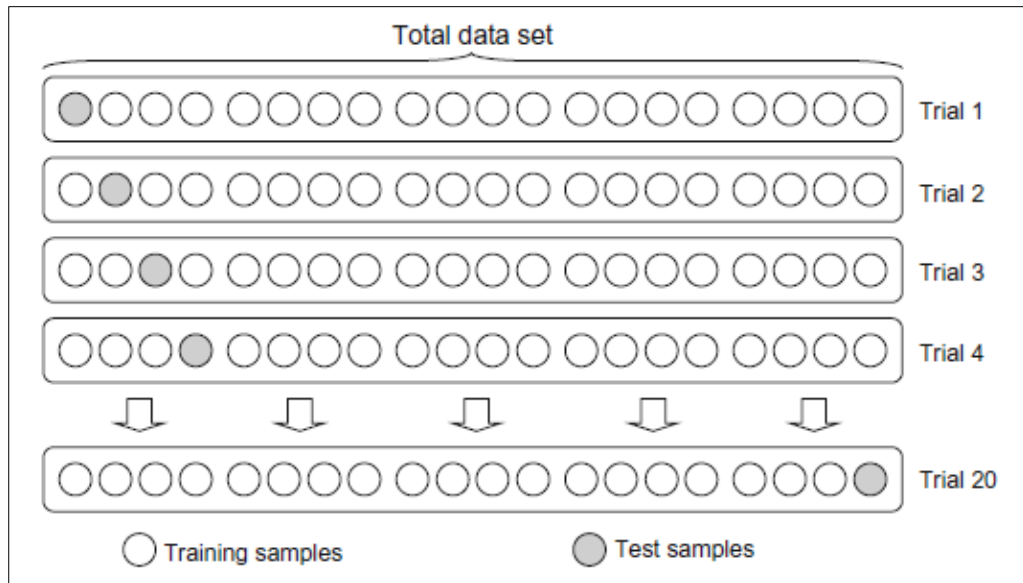 Total data set
Trial 1
Trial 2
Trial 3
Trial 4
Trial 20
Training samples
Test samples